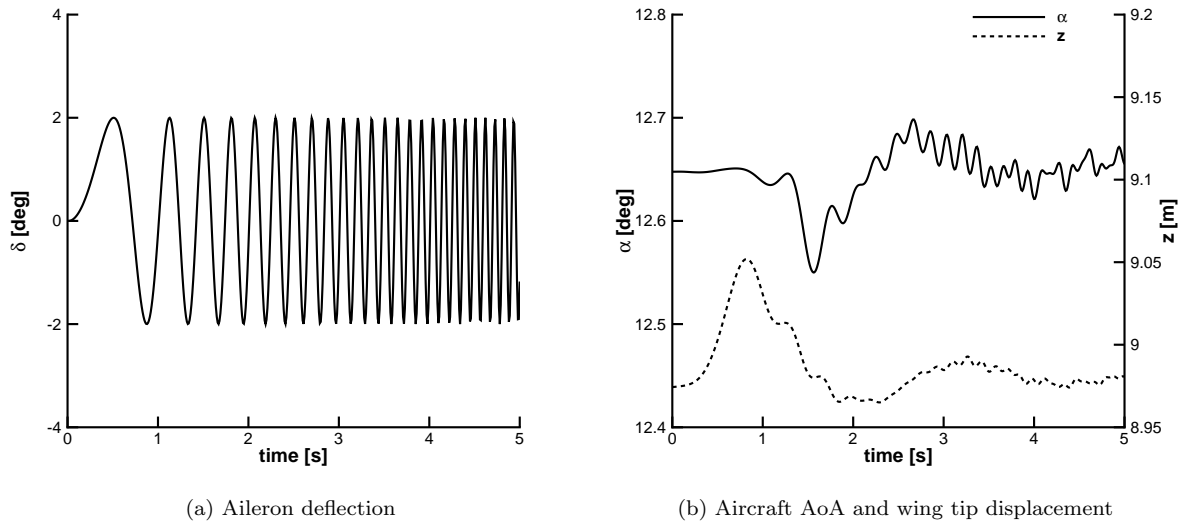 4
2
0
-2
-4
δ [deg]
0 1 2 3 4 5
time [s]
(a) Aileron deflection
12.8
12.7
12.6
12.5
12.4
α [deg]
α
z
9.2
9.15
9.1
9.05
9
8.95
z [m]
0 1 2 3 4 5
time [s]
(b) Aircraft AoA and wing tip displacement